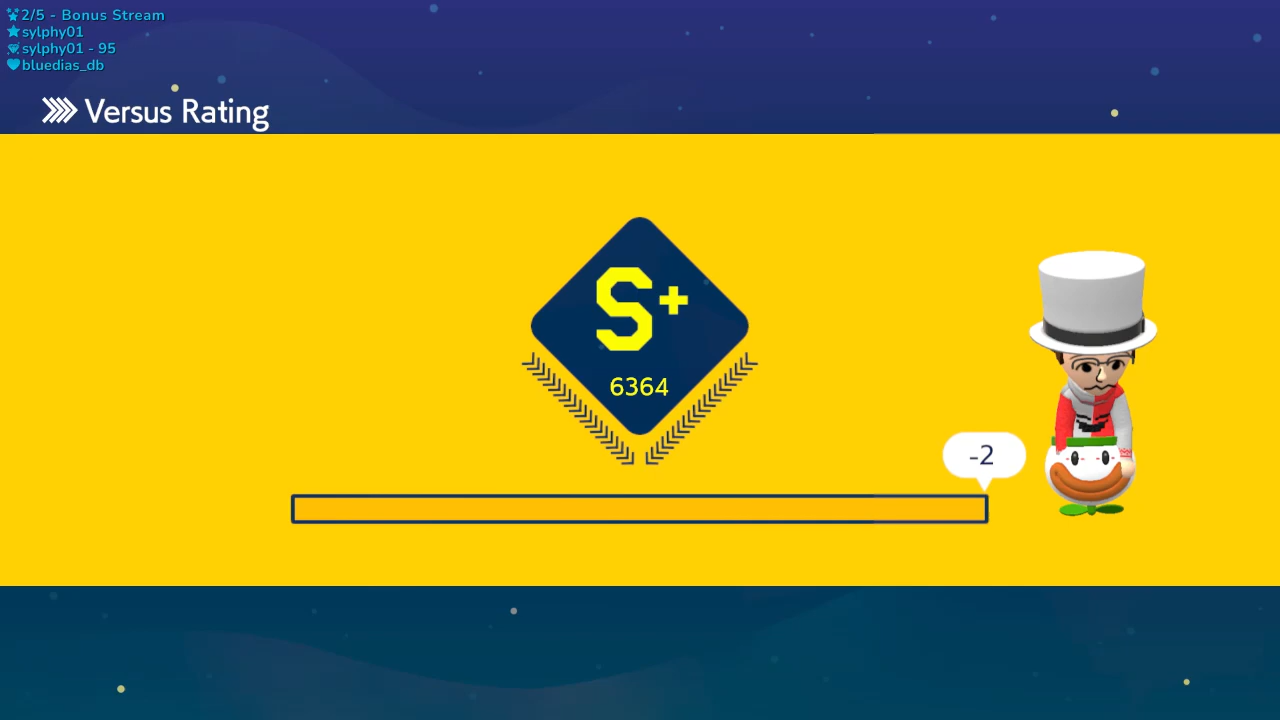 2/5 - Bonus Stream
sylphy01
sylphy01 - 95
bluedias_db
Versus Rating
S+
6364
-2